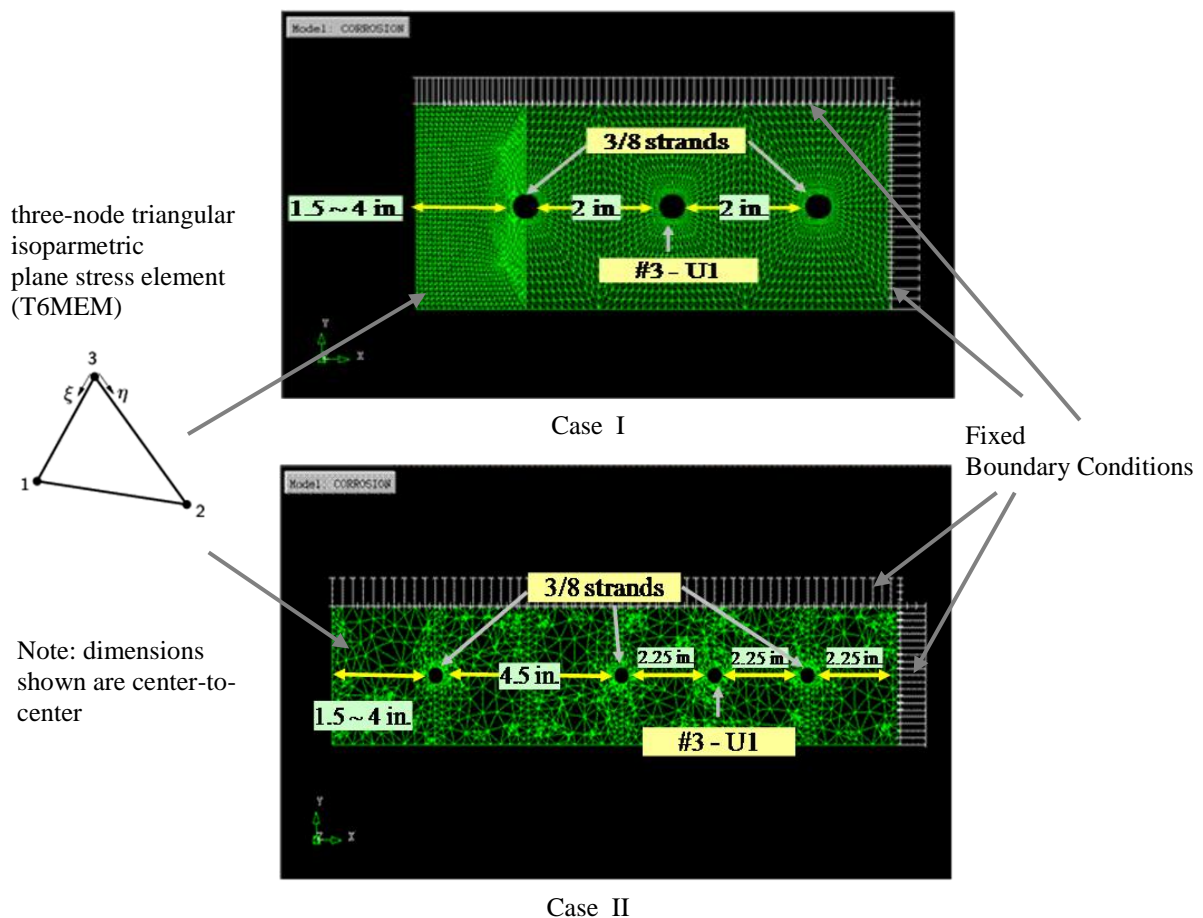 Model: CORROSION
3/8 strands
1.5 ~ 4 in.
2 in.
2 in.
#3 - U1
Y
Z
X
Case I
three-node triangular
isoparmetric
plane stress element
(T6MEM)
3
ξ
η
1
2
Fixed
Boundary Conditions
Model: CORROSION
3/8 strands
4.5 in.
2.25 in.
2.25 in.
2.25 in.
1.5 ~ 4 in.
#3 - U1
Y
Z
X
Note: dimensions
shown are center-to-
center
Case II